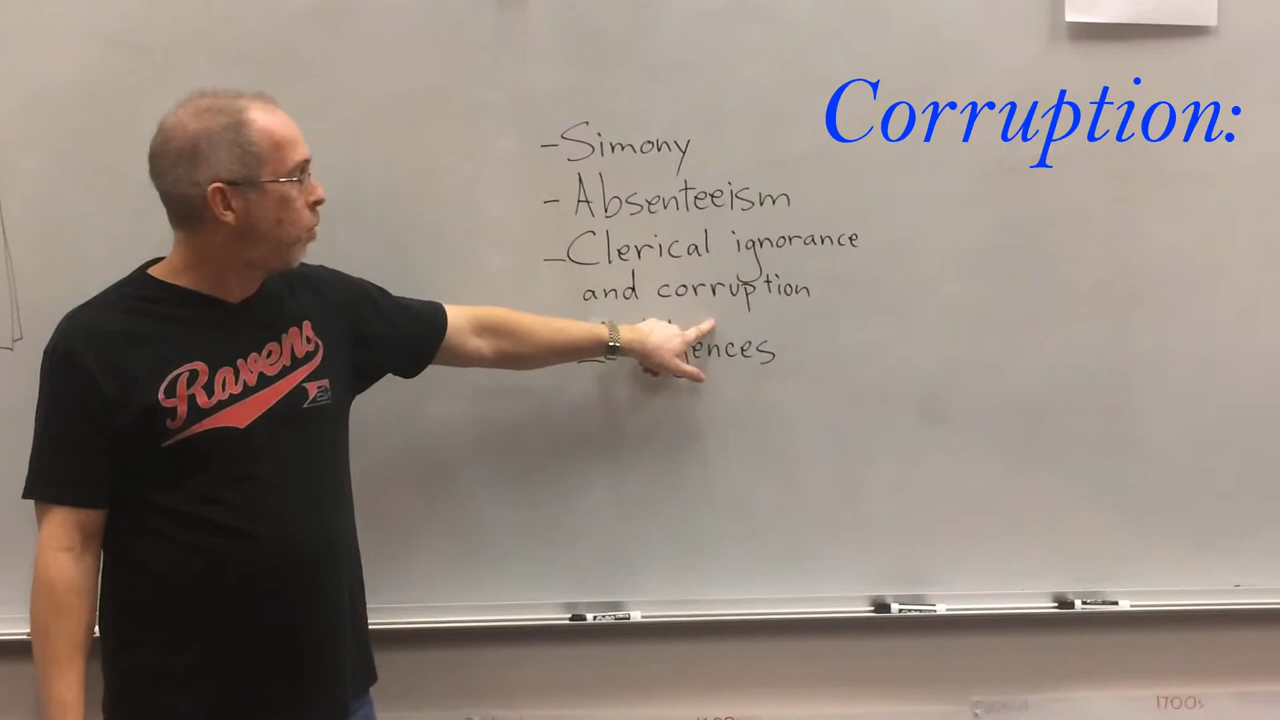 Corruption:
-Simony
- Absenteeism
-Clerical ignorance
and corruption
Ravens
1700s